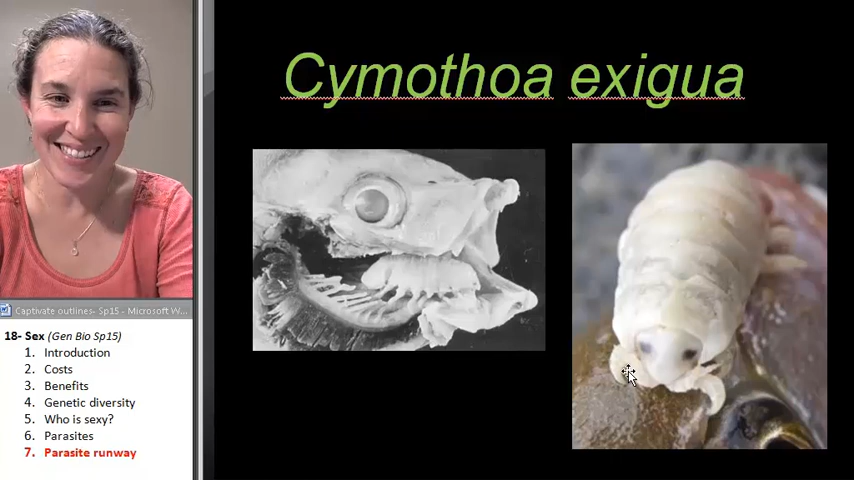 Cymothoa exigua
Captivate outlines- Sp15 - Microsoft W...
18- Sex (Gen Bio Sp15)
1. Introduction
2. Costs
3. Benefits
4. Genetic diversity
5. Who is sexy?
6. Parasites
7. Parasite runway